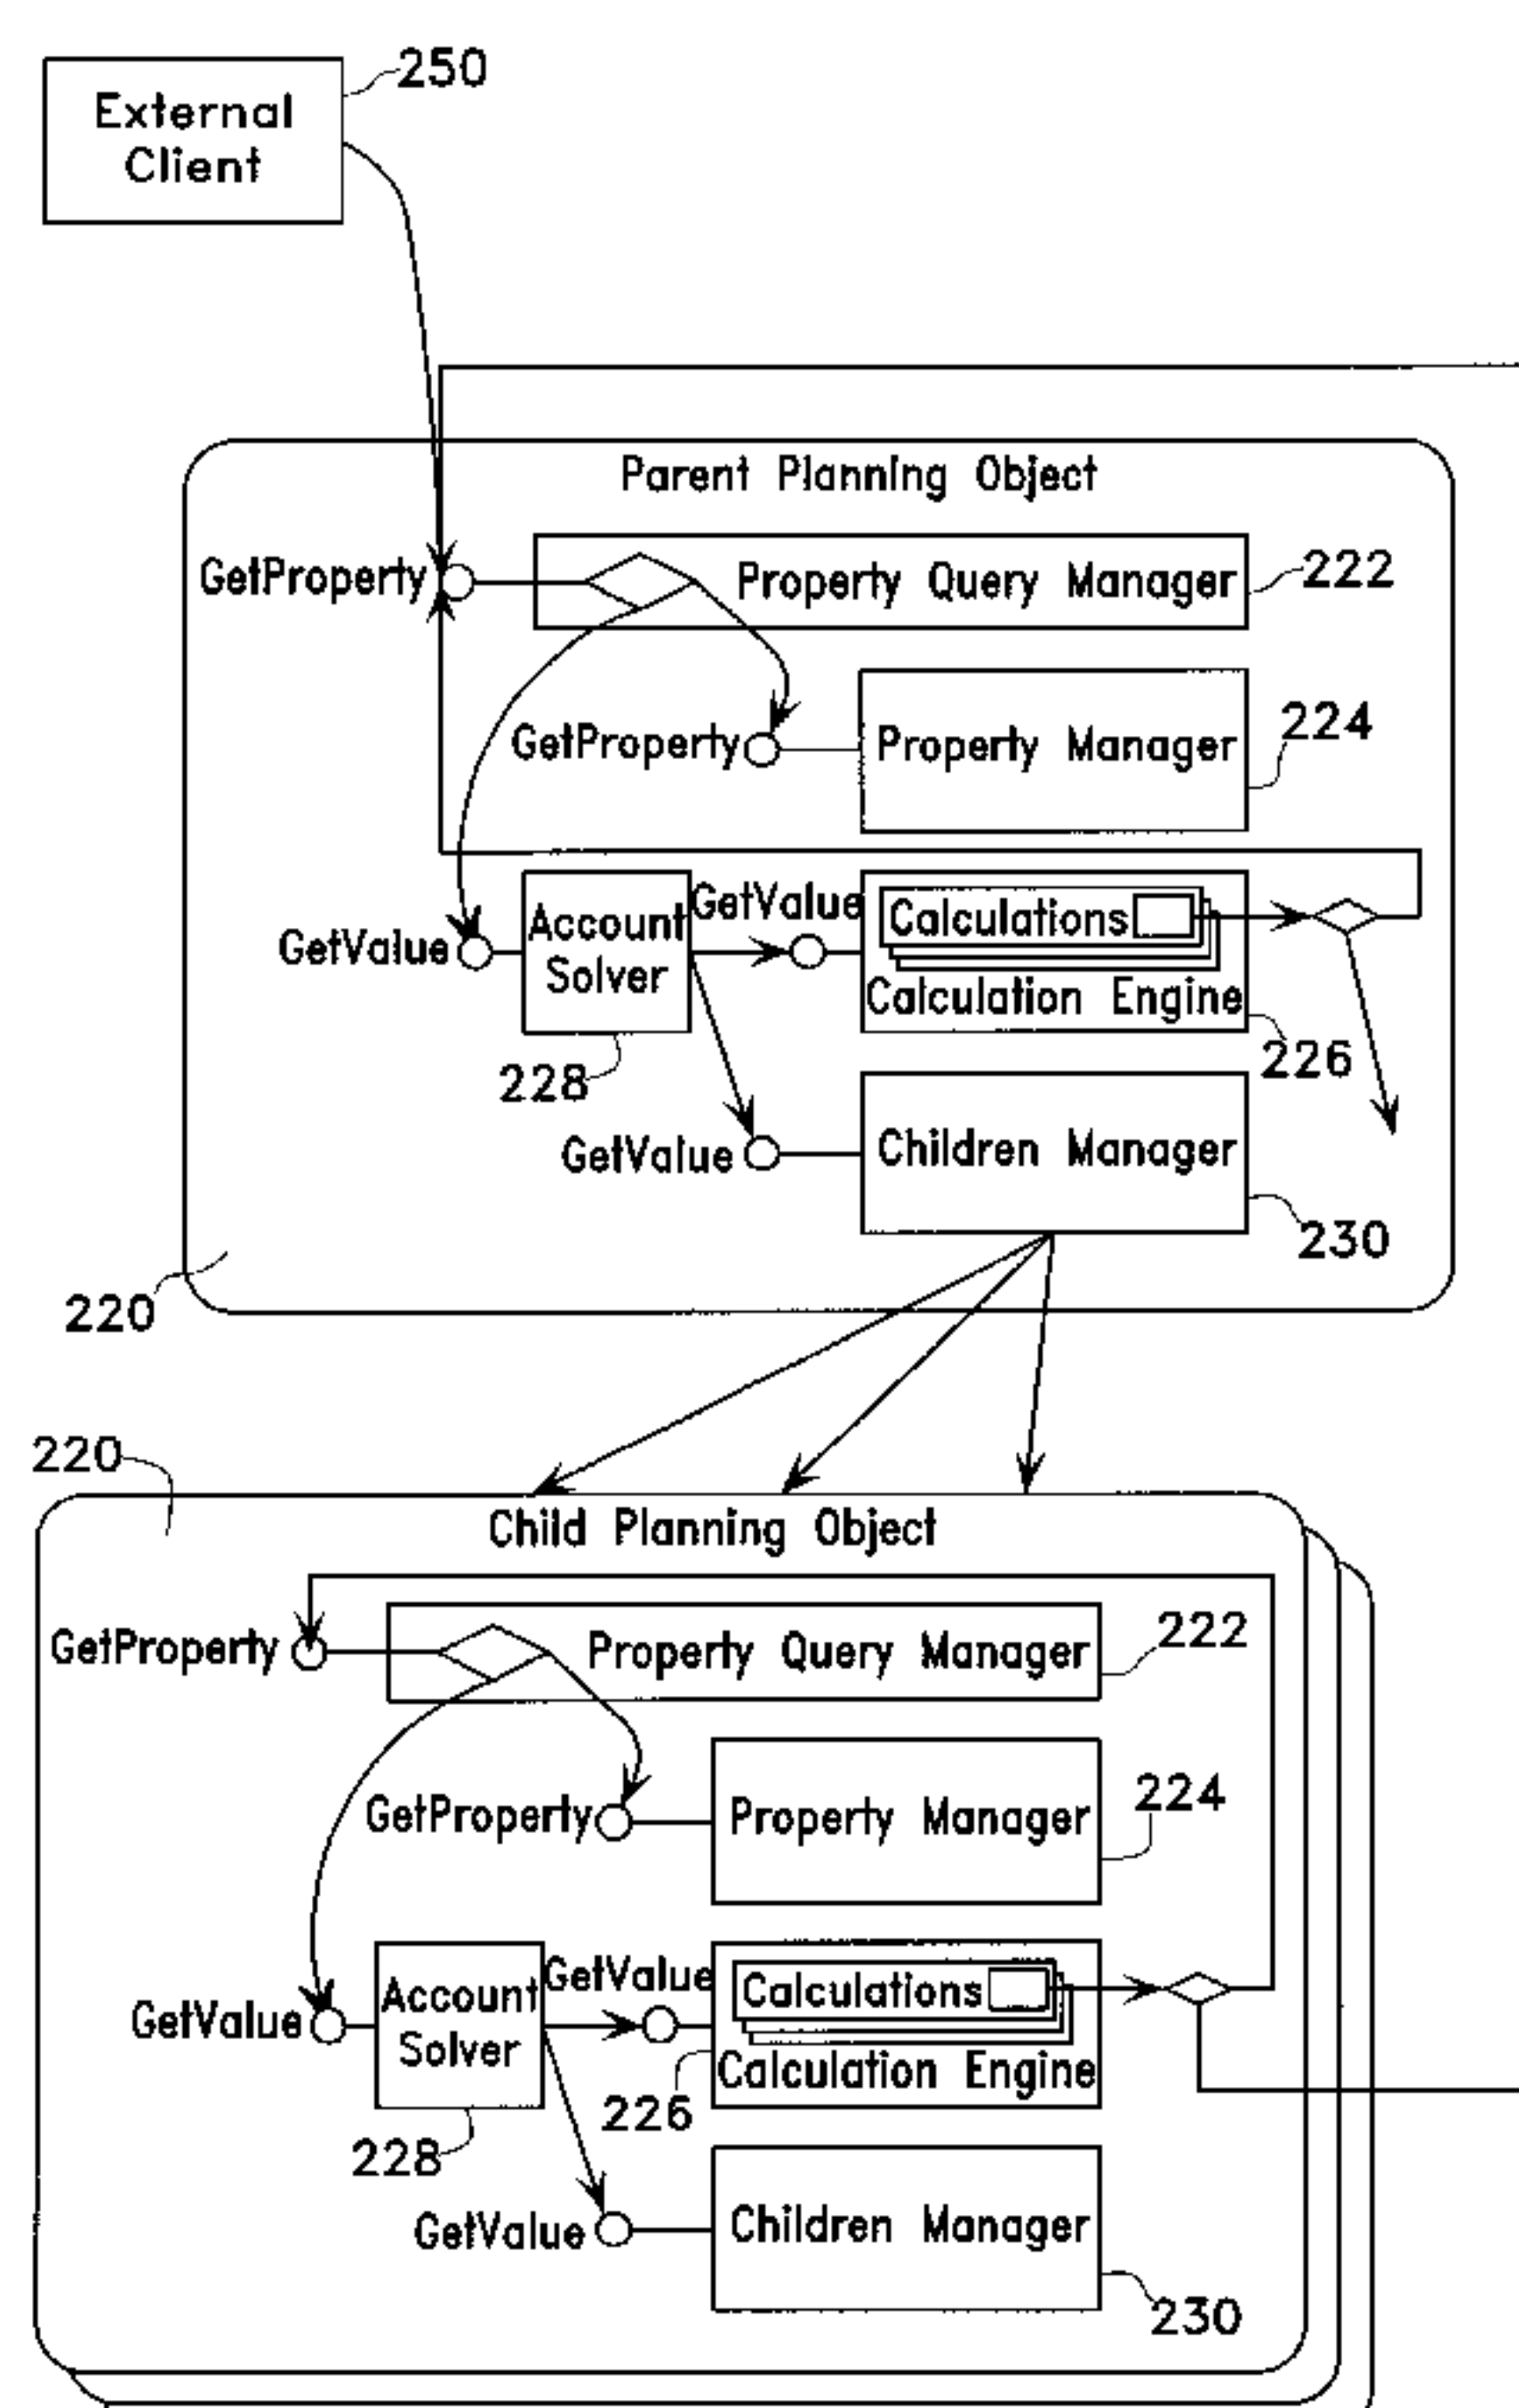 250
External
Client
Parent Planning Object
GetProperty
Property Query Manager
222
GetProperty
Property Manager
224
GetValue
Account
Solver
228
GetValue
Calculations
Calculation Engine
226
GetValue
Children Manager
230
220
220
Child Planning Object
GetProperty
Property Query Manager
222
GetProperty
Property Manager
224
GetValue
Account
Solver
228
GetValue
Calculations
Calculation Engine
226
GetValue
Children Manager
230